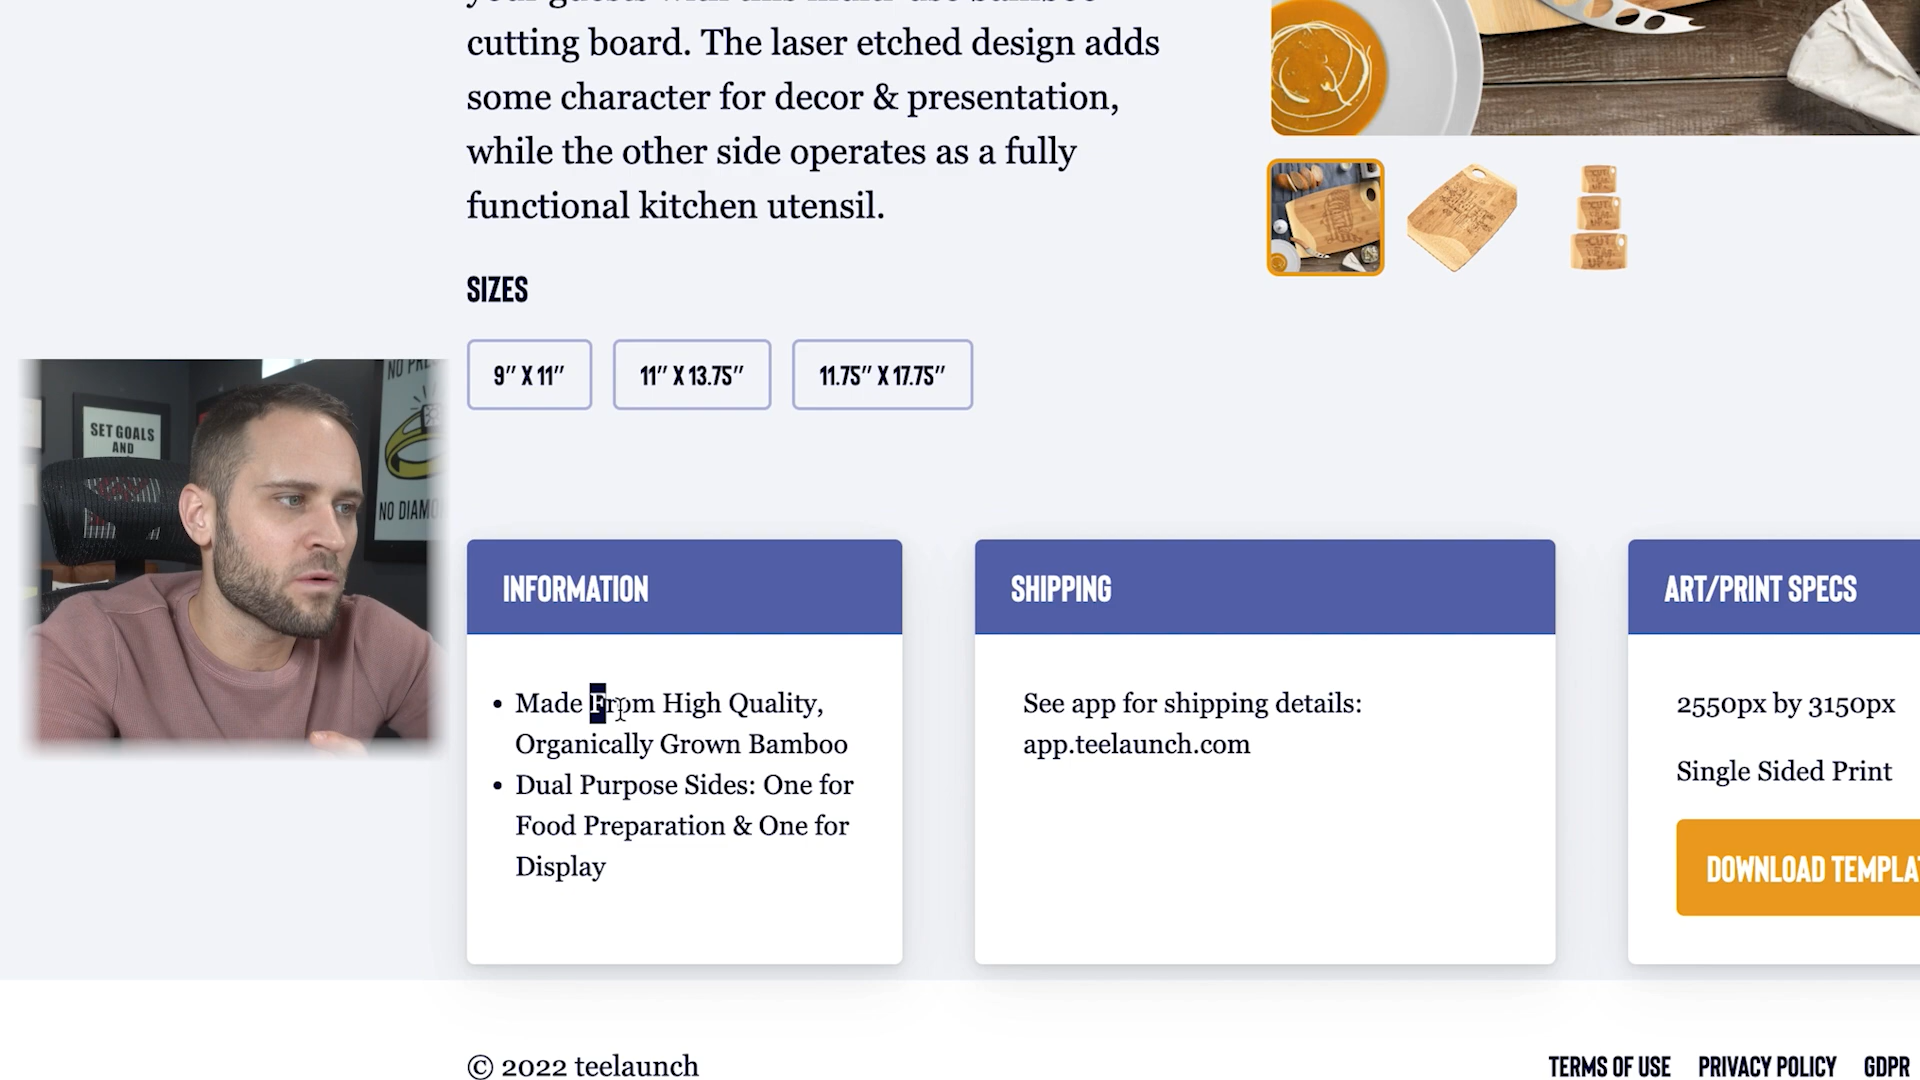 cutting board. The laser etched design adds
some character for decor & presentation,
while the other side operates as a fully
functional kitchen utensil.
SIZES
9" X 11"
11" X 13.75"
11.75" X 17.75"
SET GOALS
AND
NO
NO
INFORMATION
Made From High Quality,
Organically Grown Bamboo
Dual Purpose Sides: One for
Food Preparation & One for
Display
SHIPPING
See app for shipping details:
app.teelaunch.com
ART/PRINT SPECS
2550px by 3150px
Single Sided Print
DOWNLOAD
© 2022 teelaunch
TERMS OF USE
PRIVACY POLICY
GDPR